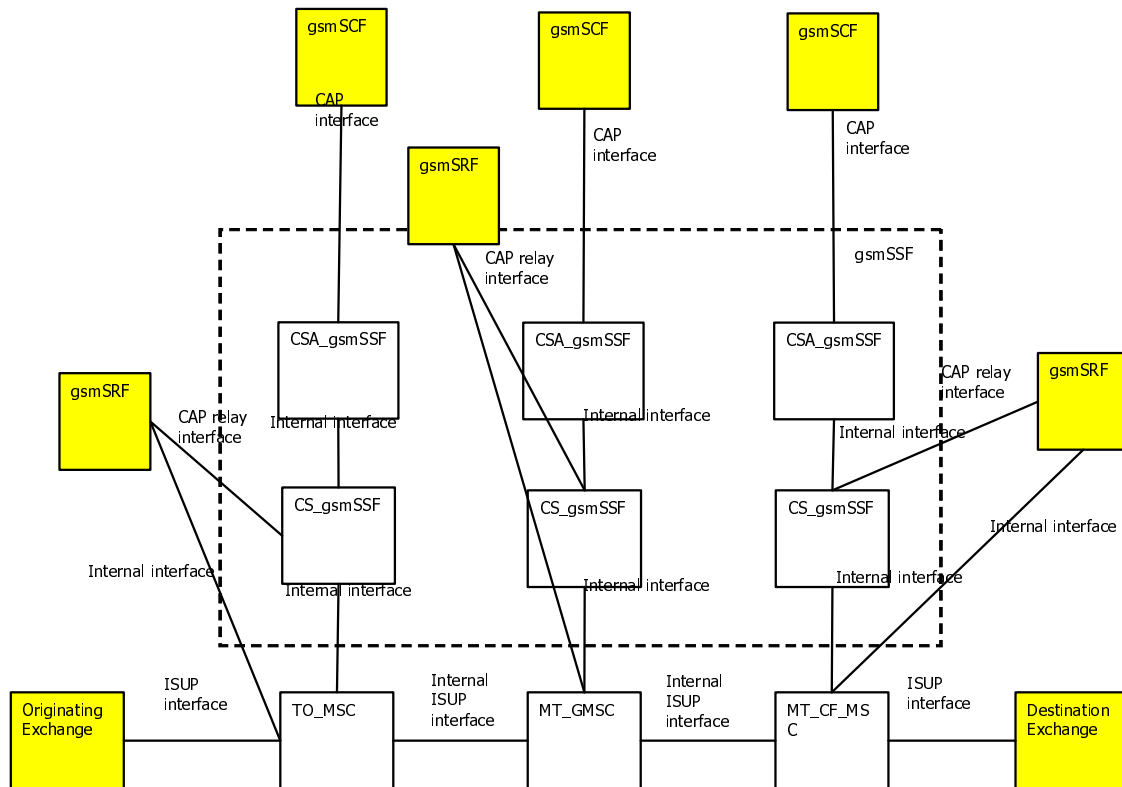 gsmSCF
gsmSCF
gsmSCF
CAP
interface
CAP
interface
CAP
interface
gsmSRF
CAP relay
interface
gsmSSF
CSA_gsmSSF
CSA_gsmSSF
CSA_gsmSSF
gsmSRF
CAP relay
interface
gsmSRF
CAP relay
interface
Internal interface
Internal interface
Internal interface
CS_gsmSSF
CS_gsmSSF
CS_gsmSSF
Internal interface
Internal interface
Internal interface
Internal interface
Internal interface
Originating
Exchange
ISUP
interface
TO_MSC
Internal
ISUP
interface
MT_GMSC
Internal
ISUP
interface
MT_CF_MS
C
ISUP
interface
Destination
Exchange